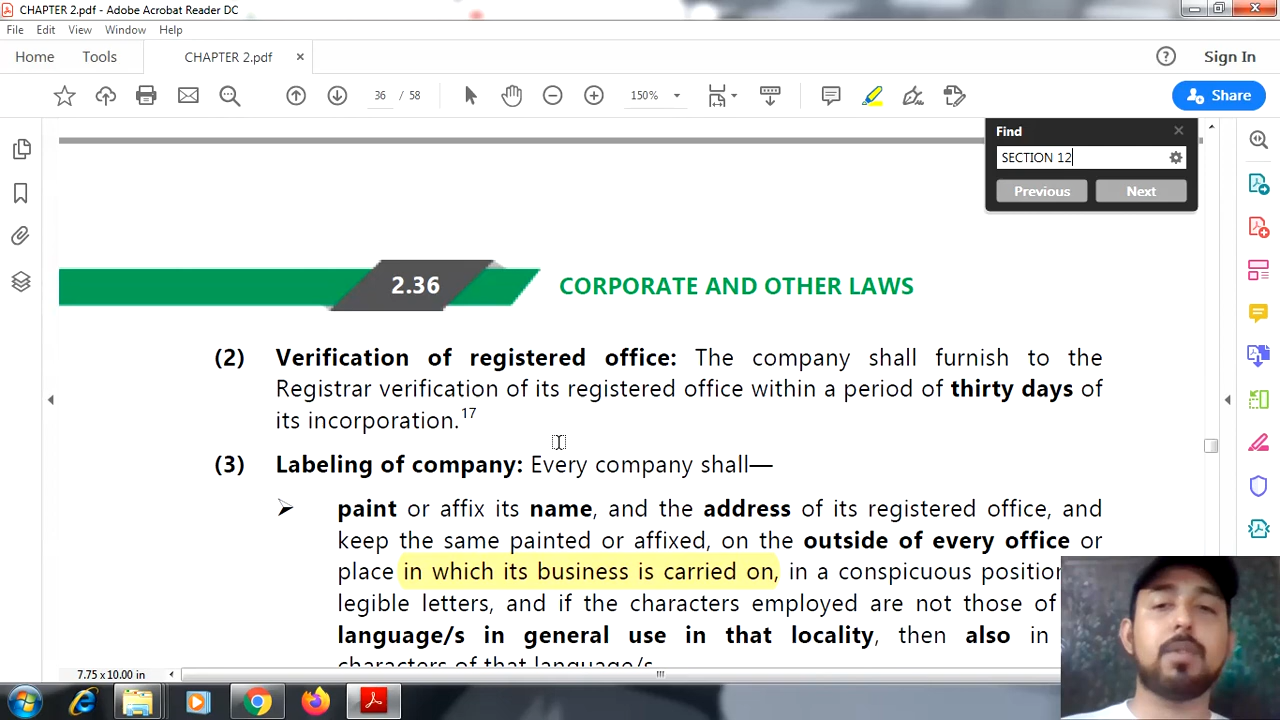 CHAPTER 2.pdf - Adobe Acrobat Reader DC
File Edit View Window Help
Home Tools CHAPTER 2.pdf × Sign In
36 / 58 150% Share
Find
SECTION 12
Previous Next
2.36 CORPORATE AND OTHER LAWS
(2) Verification of registered office: The company shall furnish to the
Registrar verification of its registered office within a period of thirty days of
its incorporation.17
(3) Labeling of company: Every company shall—
➢ paint or affix its name, and the address of its registered office, and
keep the same painted or affixed, on the outside of every office or
place in which its business is carried on, in a conspicuous position
legible letters, and if the characters employed are not those of
language/s in general use in that locality, then also in
characters of that language/s
7.75 x 10.00 in